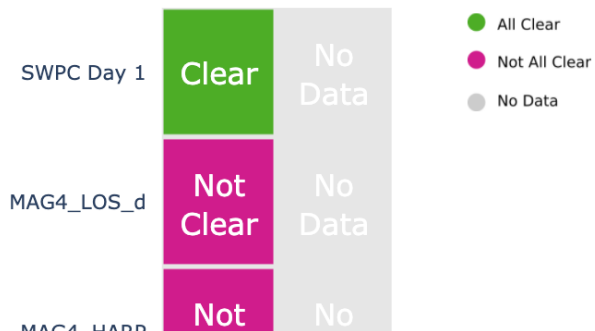 SWPC Day 1
Clear
No
Data
All Clear
Not All Clear
No Data
MAG4_LOS_d
Not
Clear
No
Data
Not
No